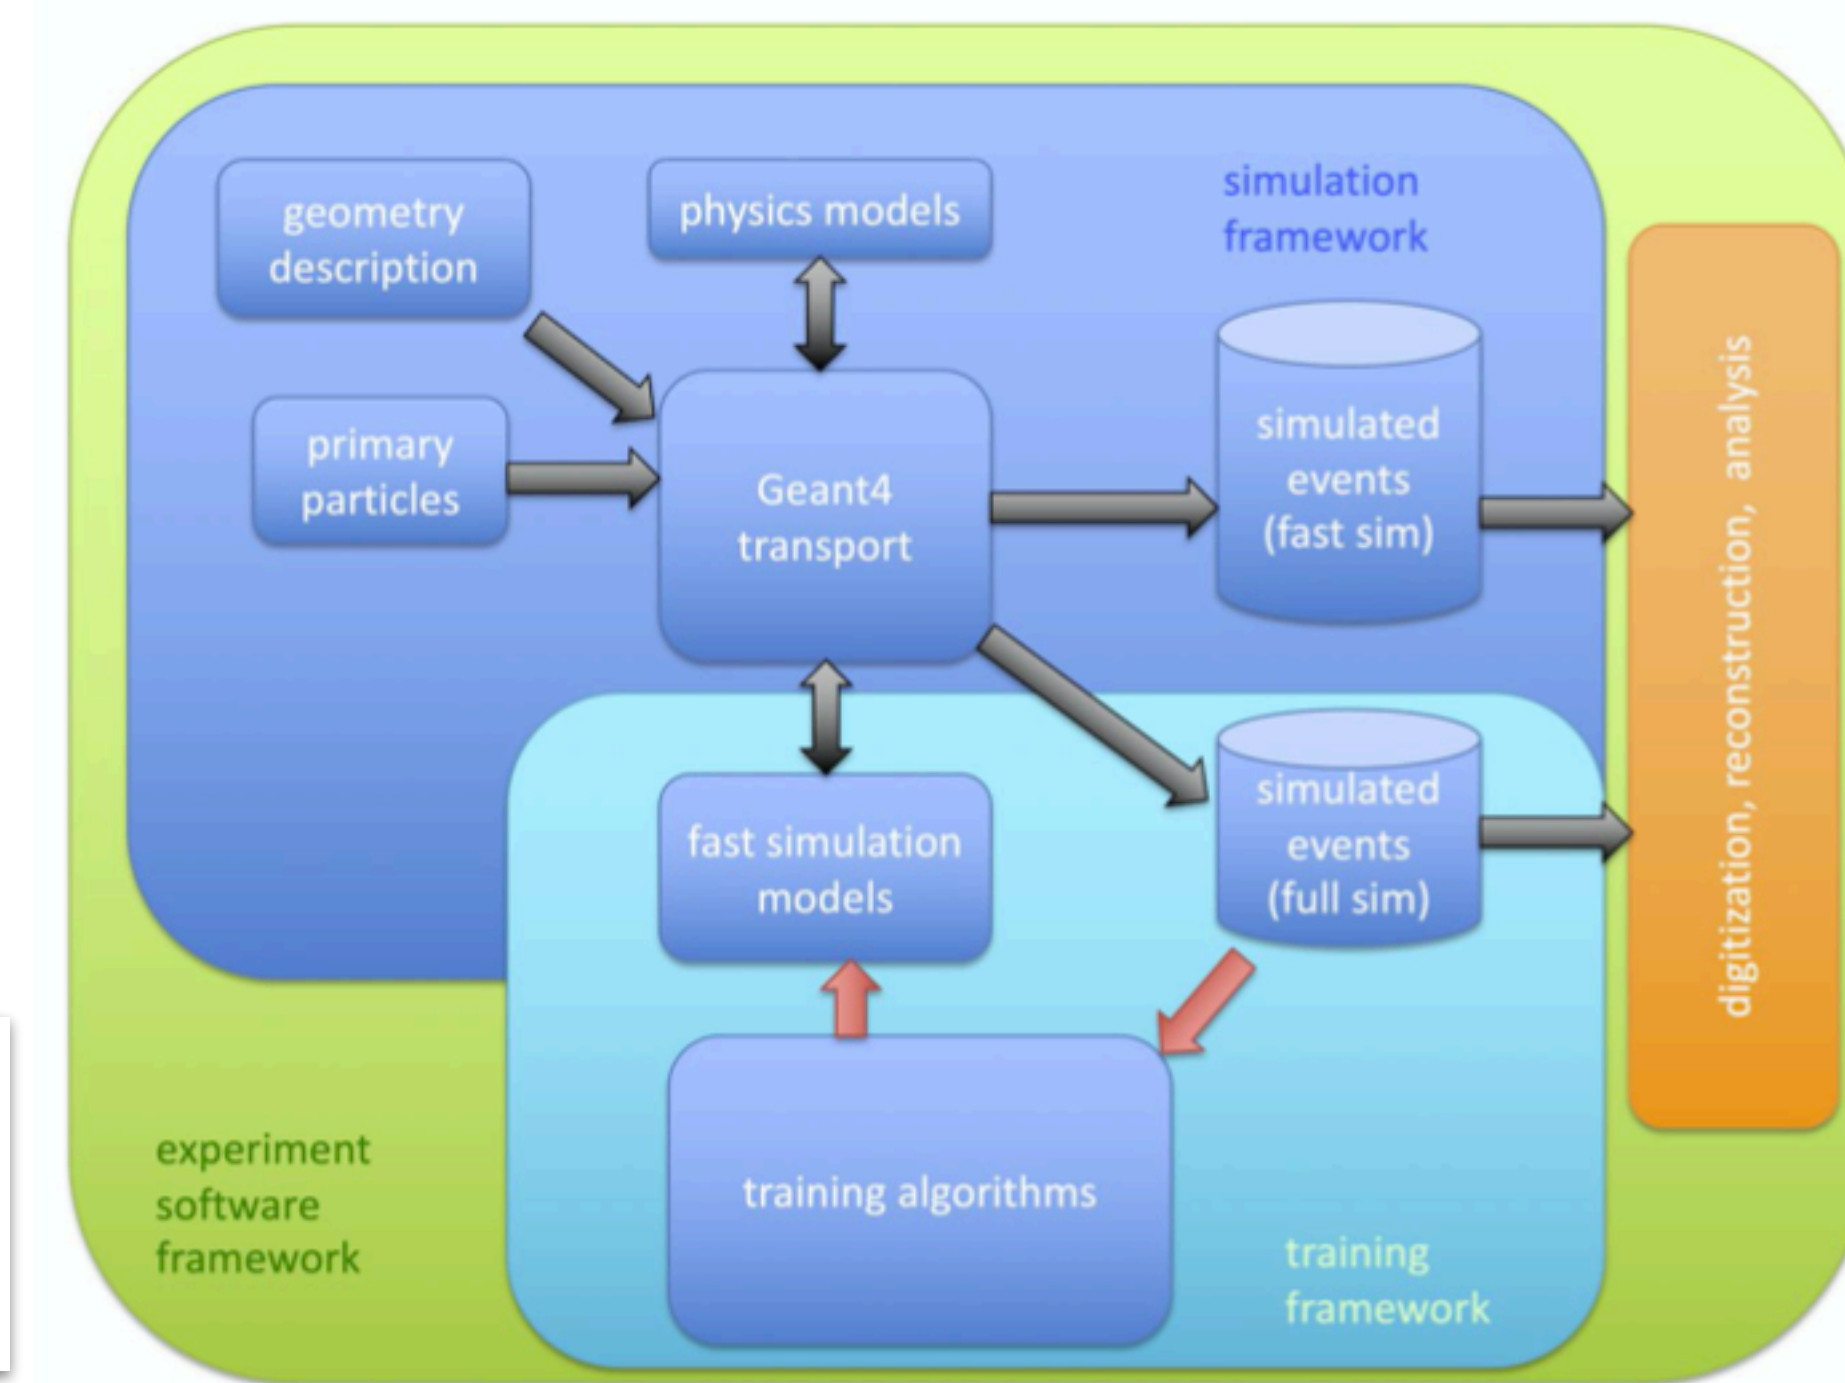 geometry
description
physics models
simulation
framework
primary
particles
Geant4
transport
simulated
events
(fast sim)
digitization, reconstruction, analysis
fast simulation
models
simulated
events
(full sim)
training algorithms
experiment
software
framework
training
framework